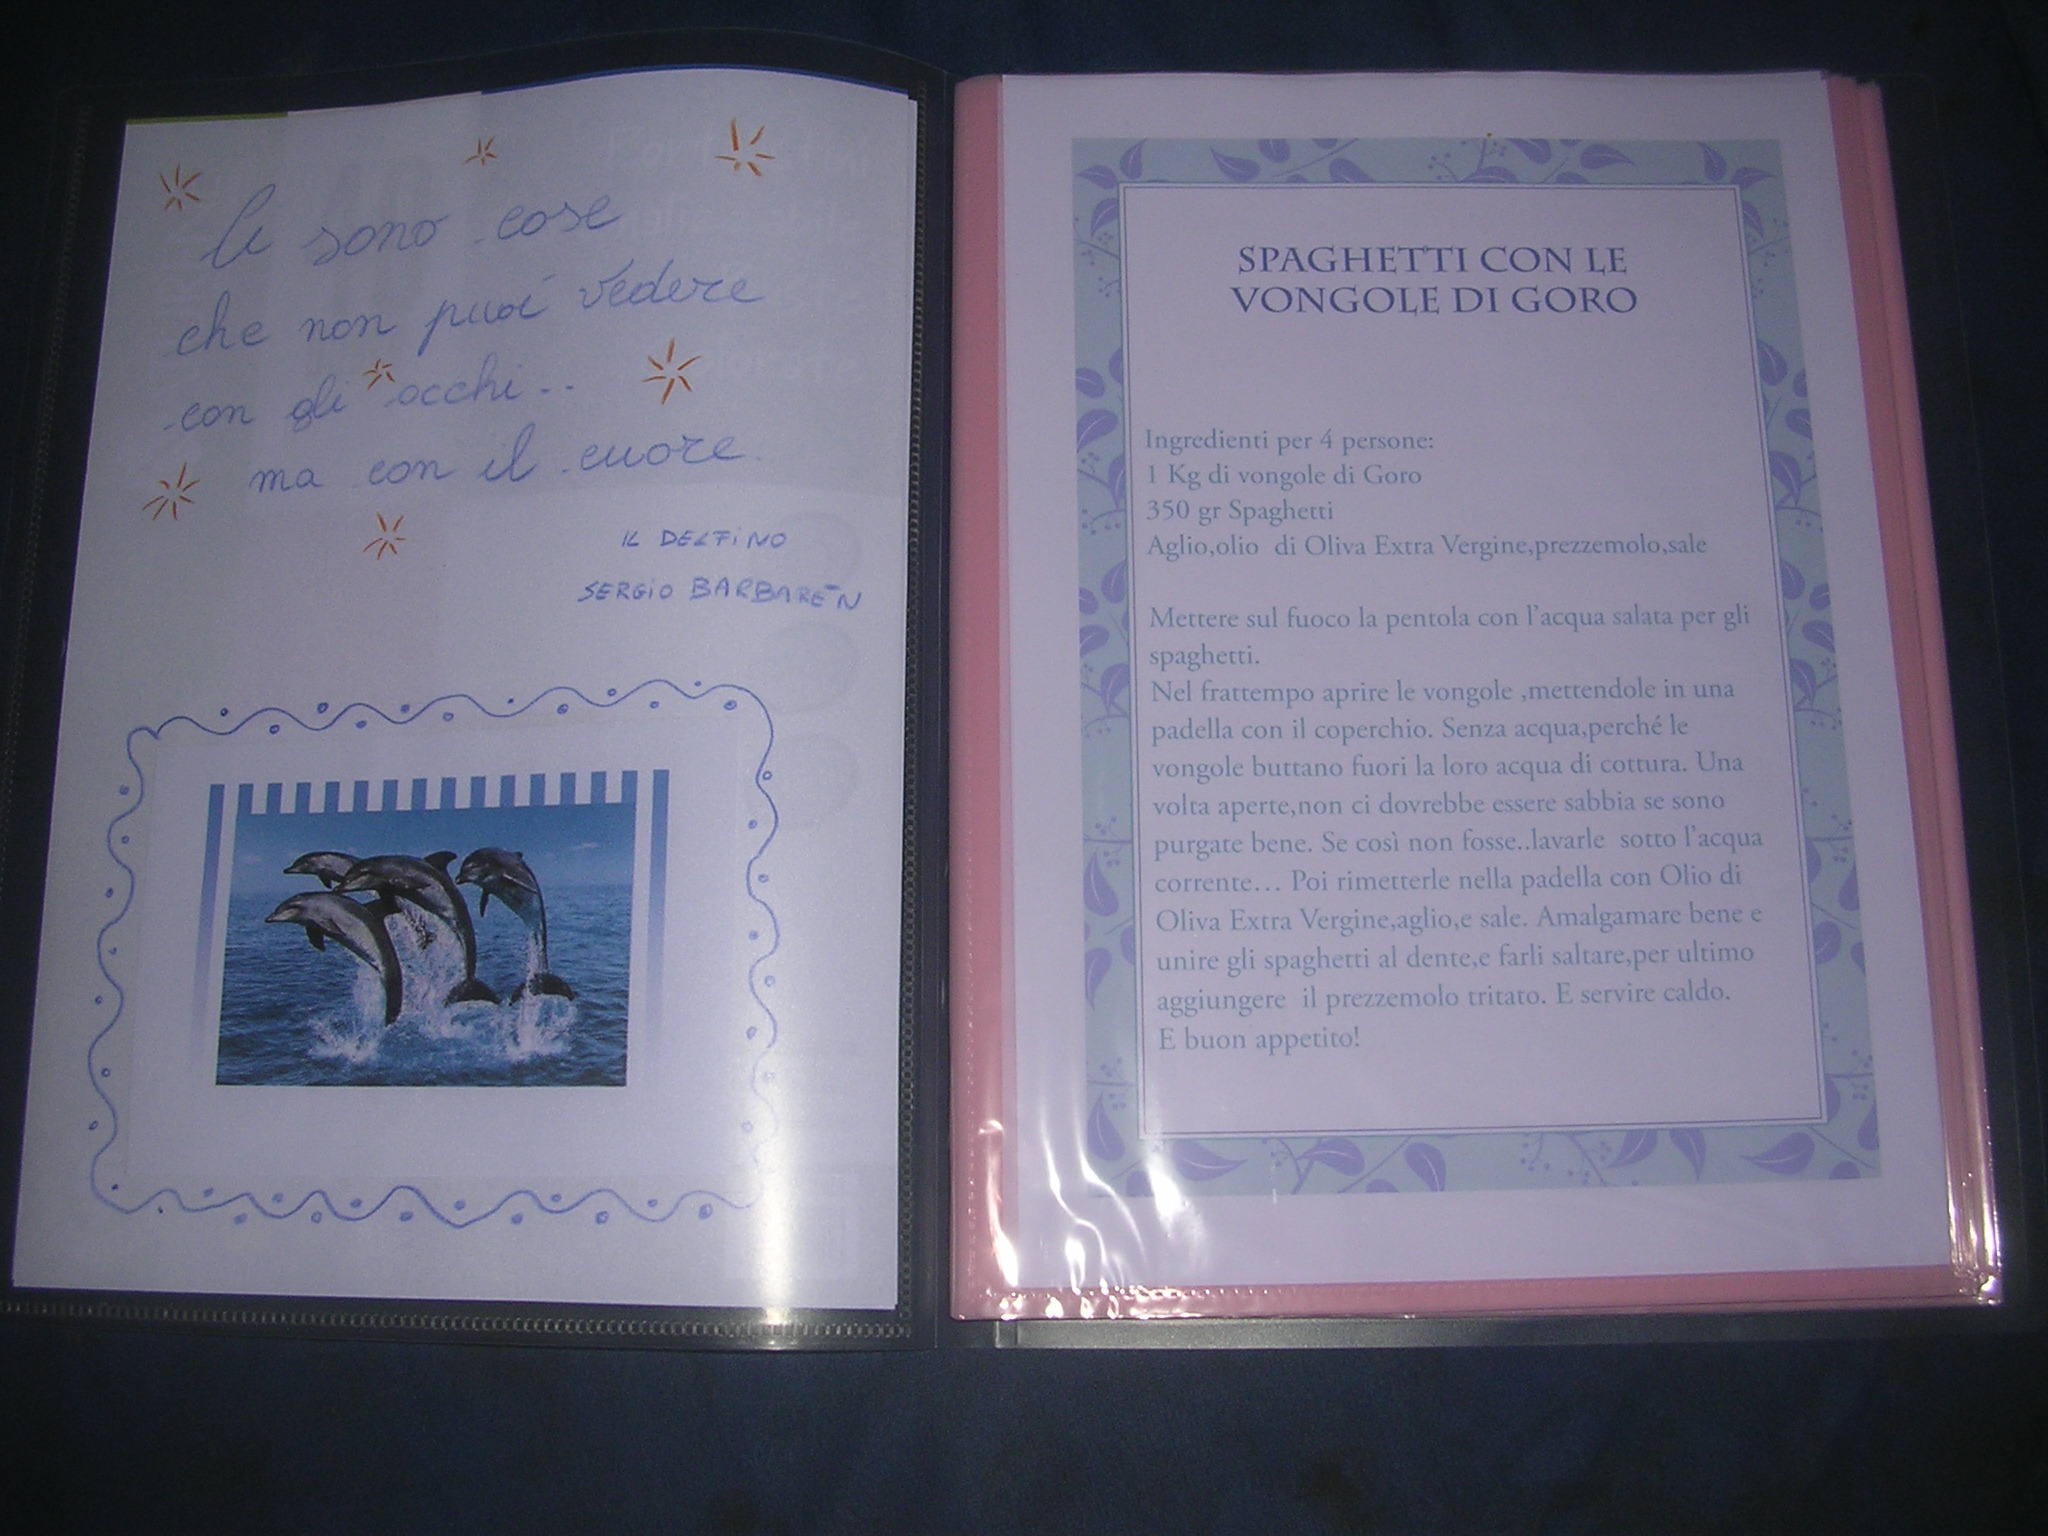 Ci sono cose
che non puoi vedere
con gli occhi..
ma con il cuore.
IL DELFINO
SERGIO BARBAREN
SPAGHETTI CON LE
VONGOLE DI GORO
Ingredienti per 4 persone:
1 Kg di vongole di Goro
350 gr Spaghetti
Aglio,olio di Oliva Extra Vergine,prezzemolo,sale
Mettere sul fuoco la pentola con l'acqua salata per gli
spaghetti.
Nel frattempo aprire le vongole ,mettendole in una
padella con il coperchio. Senza acqua,perché le
vongole buttano fuori la loro acqua di cottura. Una
volta aperte,non ci dovrebbe essere sabbia se sono
purgate bene. Se così non fosse..lavarle sotto l'acqua
corrente… Poi rimetterle nella padella con Olio di
Oliva Extra Vergine,aglio,e sale. Amalgamare bene e
unire gli spaghetti al dente,e farli saltare,per ultimo
aggiungere il prezzemolo tritato. E servire caldo.
E buon appetito!